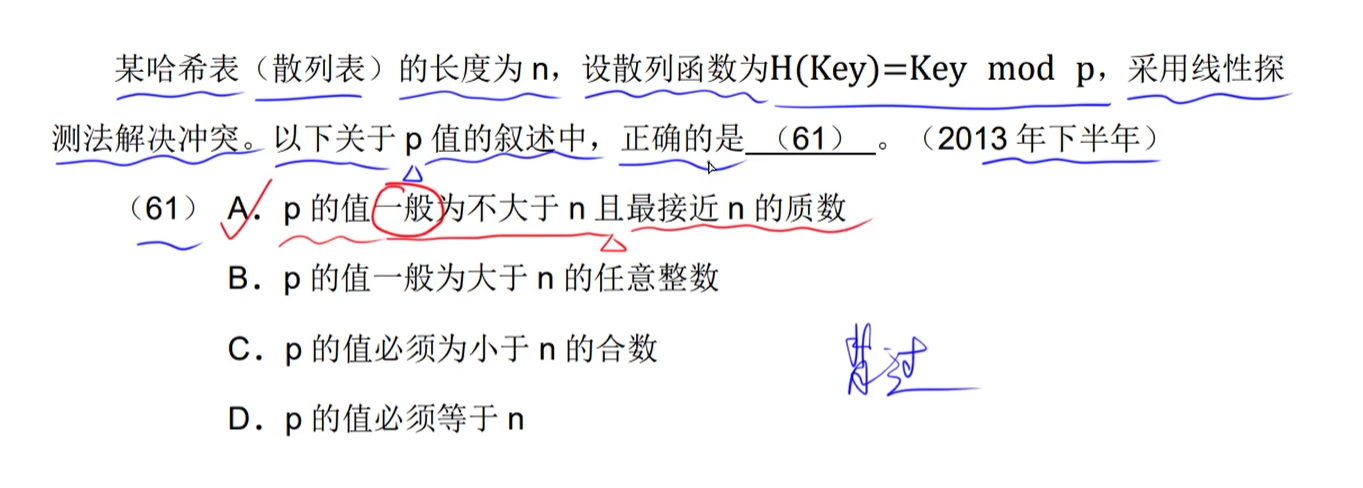 某哈希表（散列表）的长度为 n，设散列函数为H(Key)=Key mod p，采用线性探
测法解决冲突。以下关于 p 值的叙述中，正确的是 （61） 。（2013 年下半年）
（61） A．p 的值一般为不大于 n 且最接近 n 的质数
B．p 的值一般为大于 n 的任意整数
C．p 的值必须为小于 n 的合数
D．p 的值必须等于 n